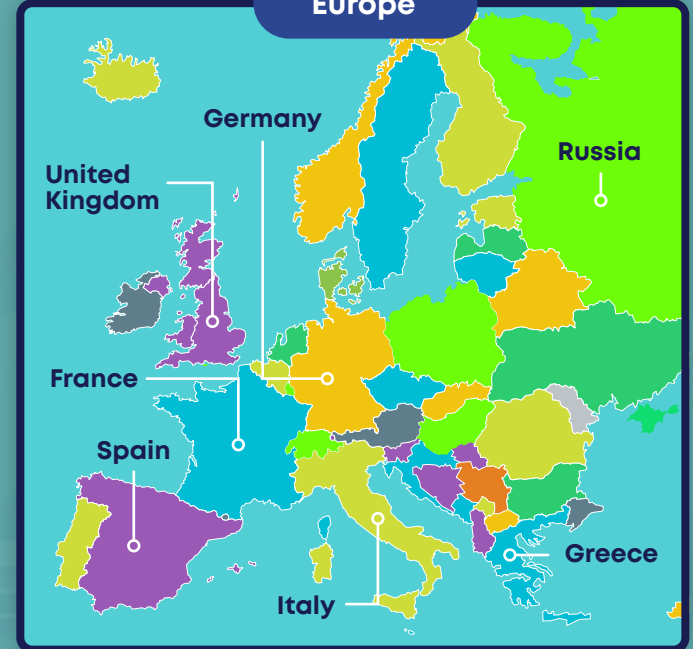 Europe
Germany
Russia
United
Kingdom
France
Spain
Greece
Italy